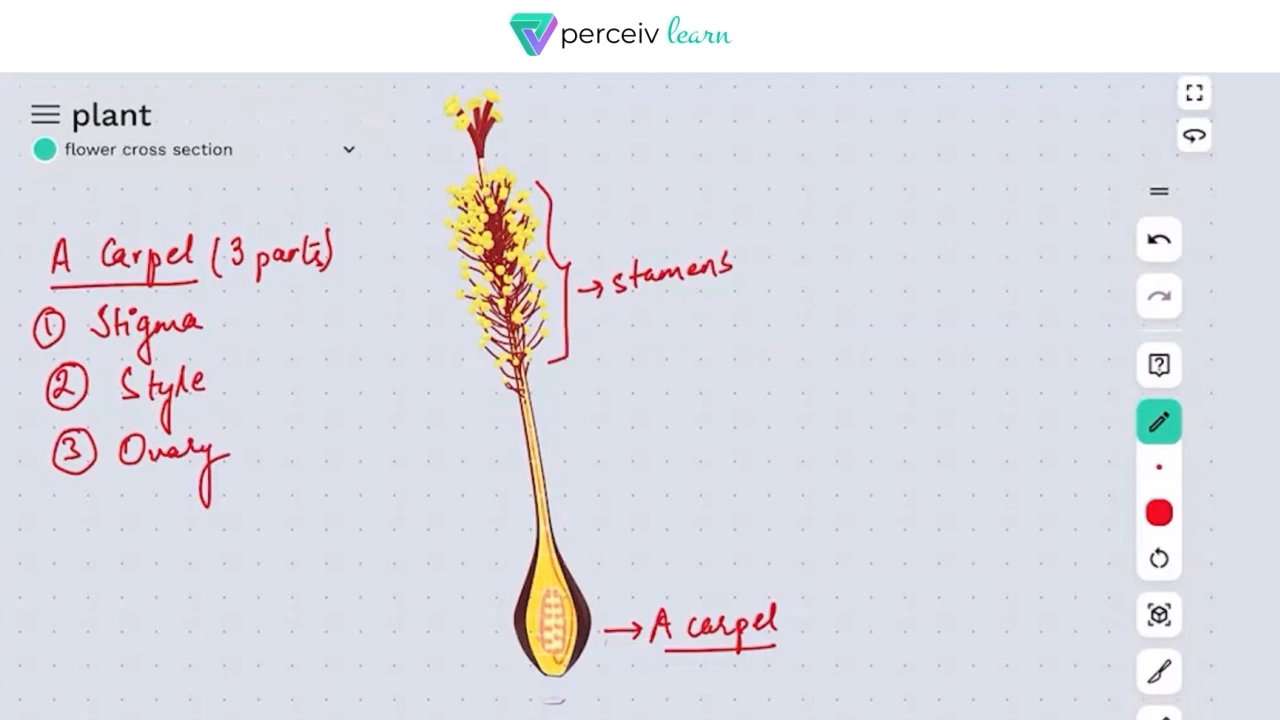 perceiv learn
plant
flower cross section
A Carpel (3 parts)
① Stigma
② Style
③ Ovary
→ stamens
→ A carpel